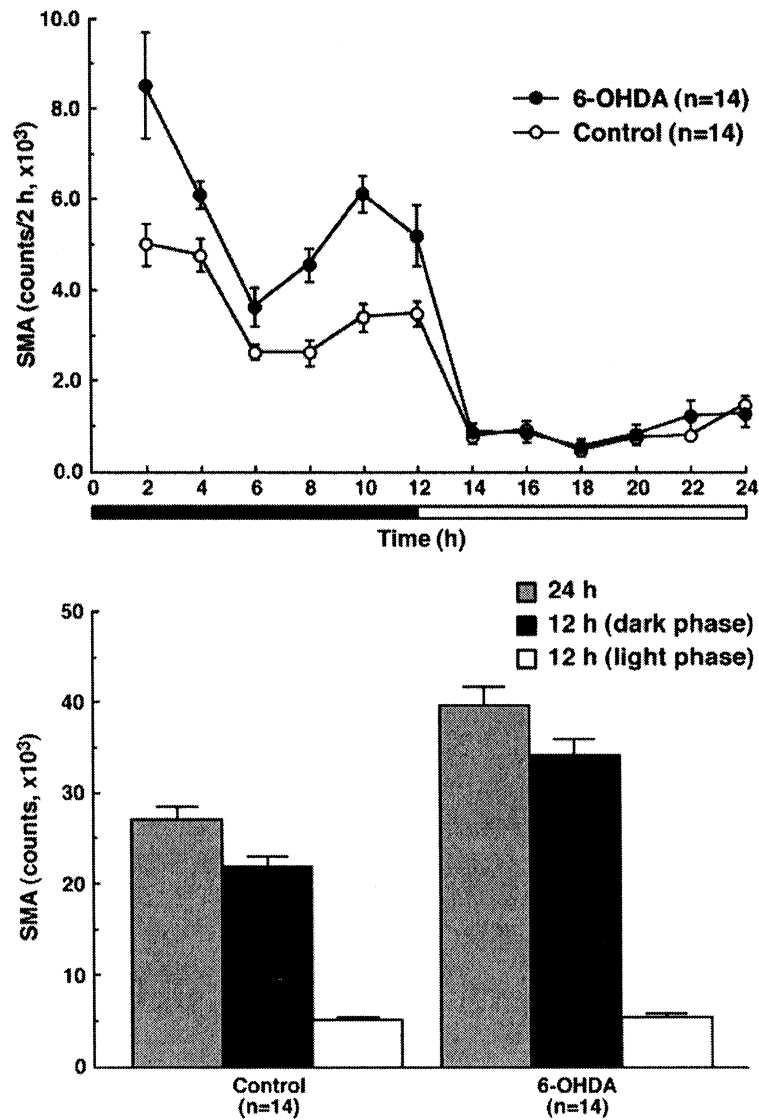 10.0
8.0
6.0
4.0
2.0
0.0
SMA (counts/2 h, x10³)
6-OHDA (n=14)
Control (n=14)
0 2 4 6 8 10 12 14 16 18 20 22 24
Time (h)
50
40
30
20
10
0
SMA (counts, x10³)
24 h
12 h (dark phase)
12 h (light phase)
Control
(n=14)
6-OHDA
(n=14)